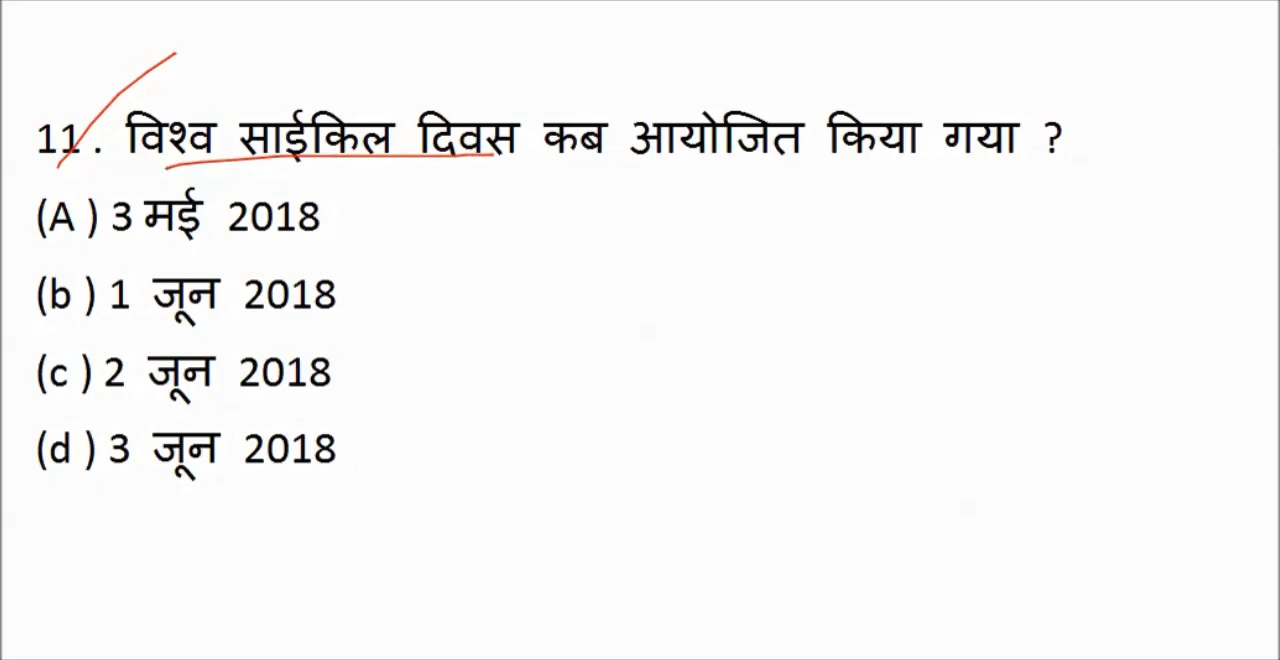 11. विश्व साईकिल दिवस कब आयोजित किया गया ?
(A ) 3 मई 2018
(b ) 1 जून 2018
(c ) 2 जून 2018
(d ) 3 जून 2018